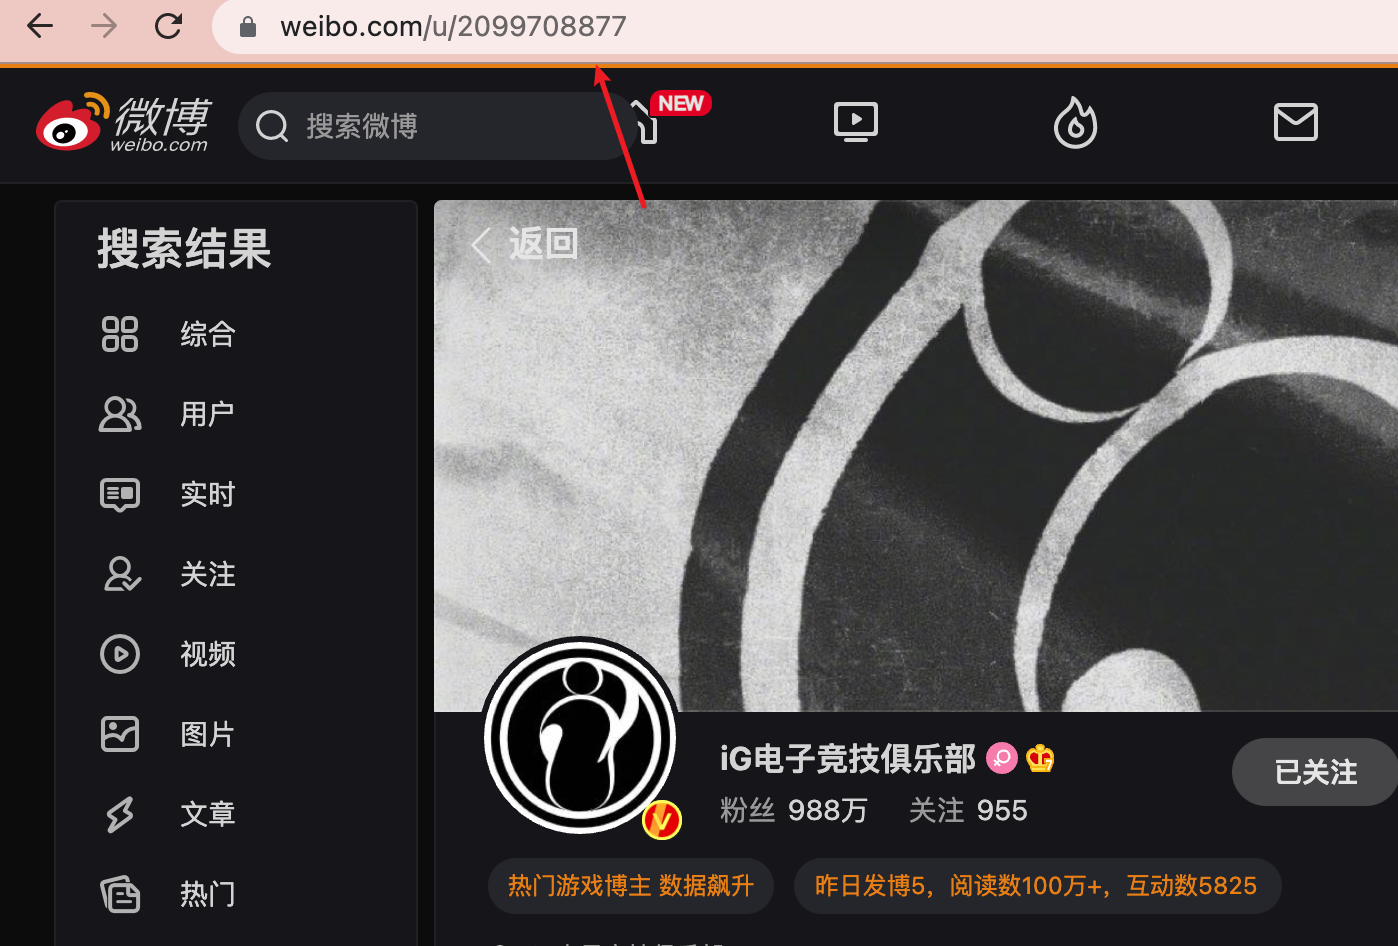 weibo.com/u/2099708877
微博
weibo.com
搜索微博
NEW
搜索结果
返回
综合
用户
实时
关注
视频
图片
文章
热门
iG电子竞技俱乐部
已关注
粉丝 988万 关注 955
热门游戏博主 数据飙升
昨日发博5，阅读数100万+，互动数5825